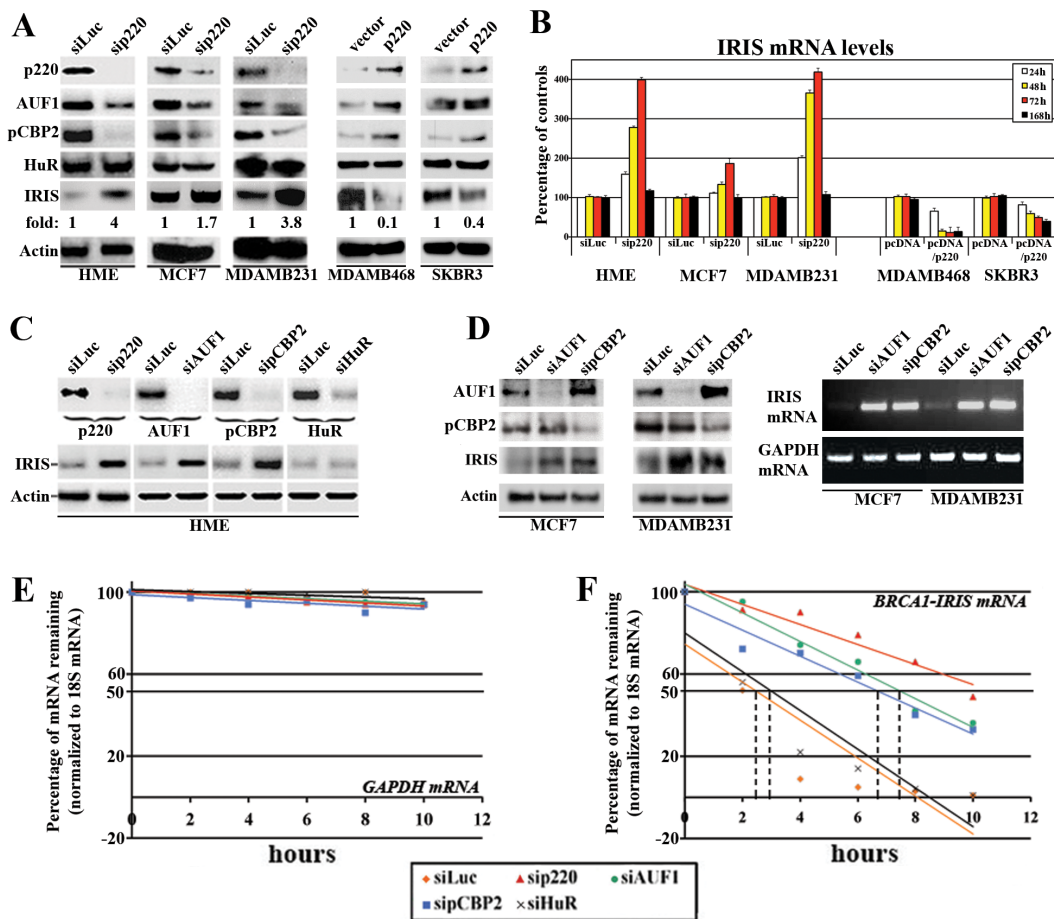 A
siLuc sip220 siLuc sip220 siLuc sip220 vector p220 vector p220
p220
AUF1
pCBP2
HuR
IRIS
fold: 1 4 1 1.7 1 3.8 1 0.1 1 0.4
Actin
HME MCF7 MDAMB231 MDAMB468 SKBR3
B
IRIS mRNA levels
Percentage of controls
400
300
200
100
0
24h
48h
72h
168h
siLuc sip220 siLuc sip220 siLuc sip220 pcDNA pcDNA/p220 pcDNA pcDNA/p220
HME MCF7 MDAMB231 MDAMB468 SKBR3
C
siLuc sip220 siLuc siAUF1 siLuc sipCBP2 siLuc siHuR
p220 AUF1 pCBP2 HuR
IRIS
Actin
HME
D
siLuc siAUF1 sipCBP2 siLuc siAUF1 sipCBP2
AUF1
pCBP2
IRIS
Actin
MCF7 MDAMB231
siLuc siAUF1 sipCBP2 siLuc siAUF1 sipCBP2
IRIS
mRNA
GAPDH
mRNA
MCF7 MDAMB231
E
Percentage of mRNA remaining
(normalized to 18S mRNA)
100
60
50
20
-20
GAPDH mRNA
0 2 4 6 8 10 12
hours
F
Percentage of mRNA remaining
(normalized to 18S mRNA)
100
60
50
20
-20
BRCA1-IRIS mRNA
0 2 4 6 8 10 12
hours
siLuc sip220 siAUF1
sipCBP2 siHuR